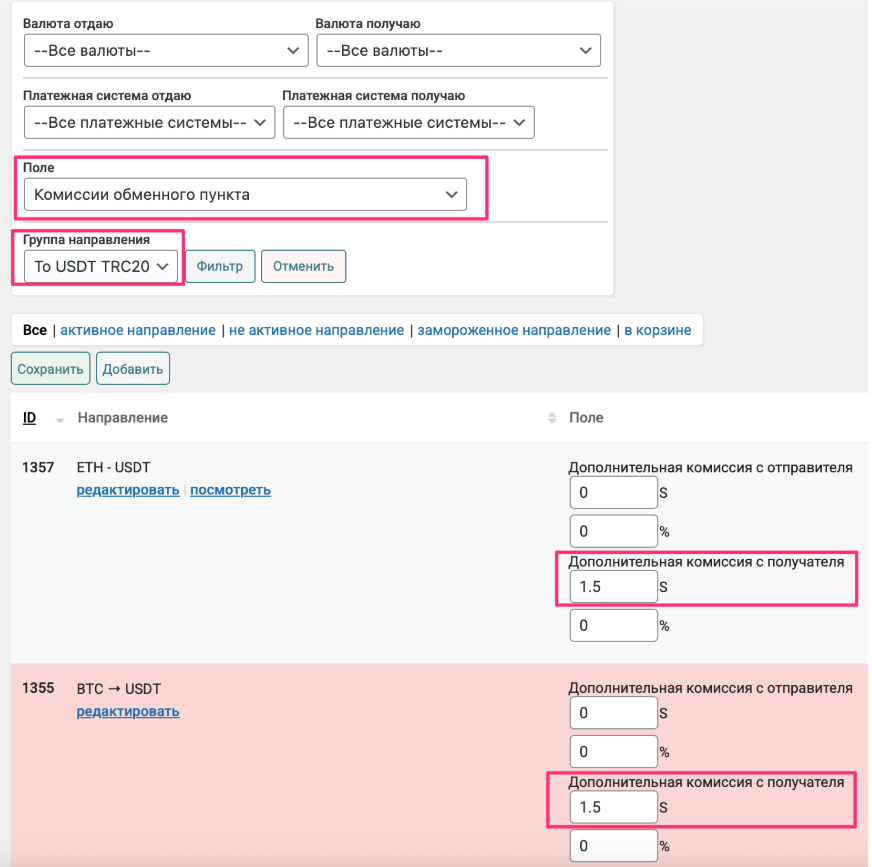 Валюта отдаю Валюта получаю
--Все валюты-- --Все валюты--
Платежная система отдаю Платежная система получаю
--Все платежные системы-- --Все платежные системы--
Поле
Комиссии обменного пункта
Группа направления
To USDT TRC20 Фильтр Отменить
Все | активное направление | не активное направление | замороженное направление | в корзине
Сохранить Добавить
ID Направление Поле
1357 ETH - USDT Дополнительная комиссия с отправителя
редактировать | посмотреть 0 S
0 %
Дополнительная комиссия с получателя
1.5 S
0 %
1355 BTC → USDT Дополнительная комиссия с отправителя
редактировать 0 S
0 %
Дополнительная комиссия с получателя
1.5 S
0 %